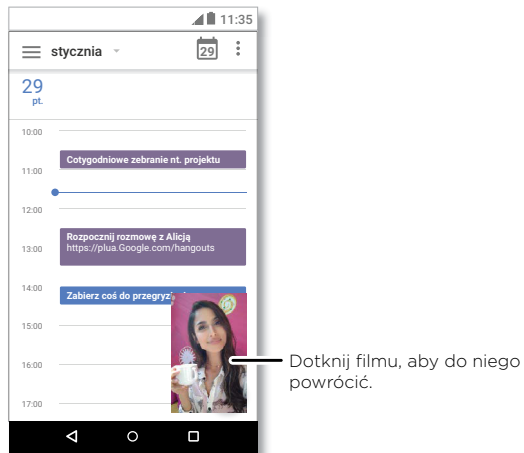 11:35
stycznia 29
29
pt.
10:00
Cotygodniowe zebranie nt. projektu
11:00
12:00
Rozpocznij rozmowę z Alicją
https://plua.Google.com/hangouts
13:00
14:00
Zabierz coś do
15:00
Dotknij filmu, aby do niego
powrócić.
16:00
17:00